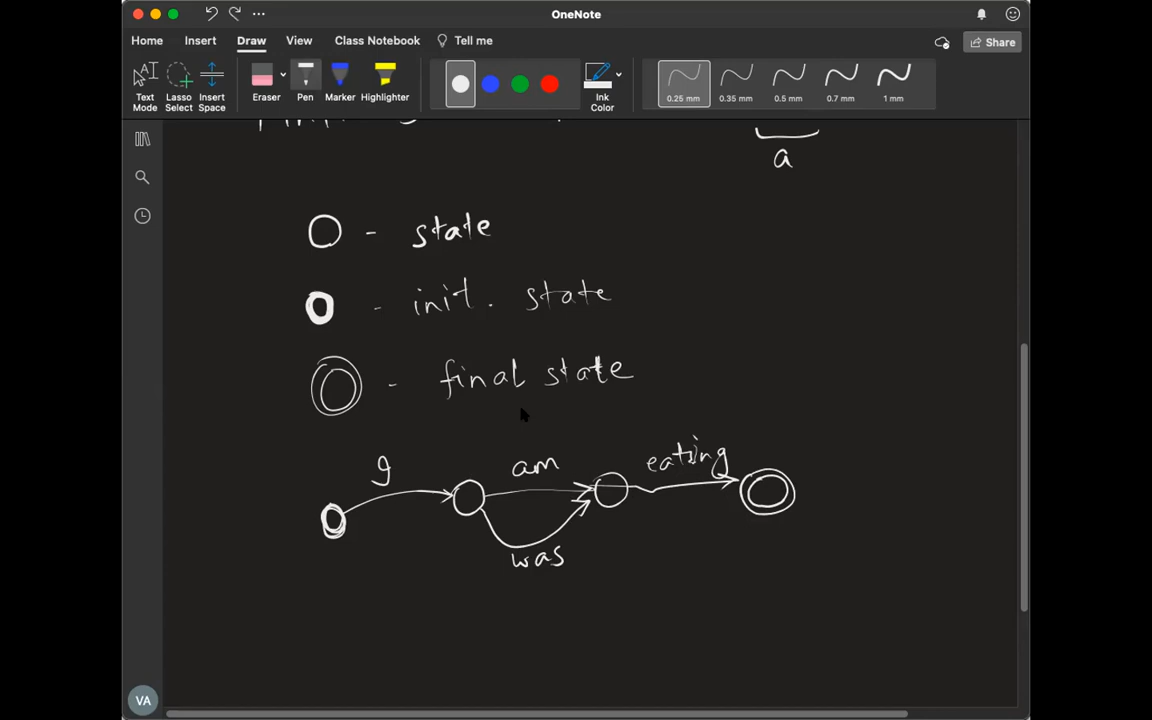 OneNote
Home Insert Draw View Class Notebook Tell me
Share
Text Mode
Lasso Select
Insert Space
Eraser
Pen
Marker
Highlighter
Ink Color
0.25 mm
0.35 mm
0.5 mm
0.7 mm
1 mm
a
- state
- init. state
- final state
I am eating
was
VA